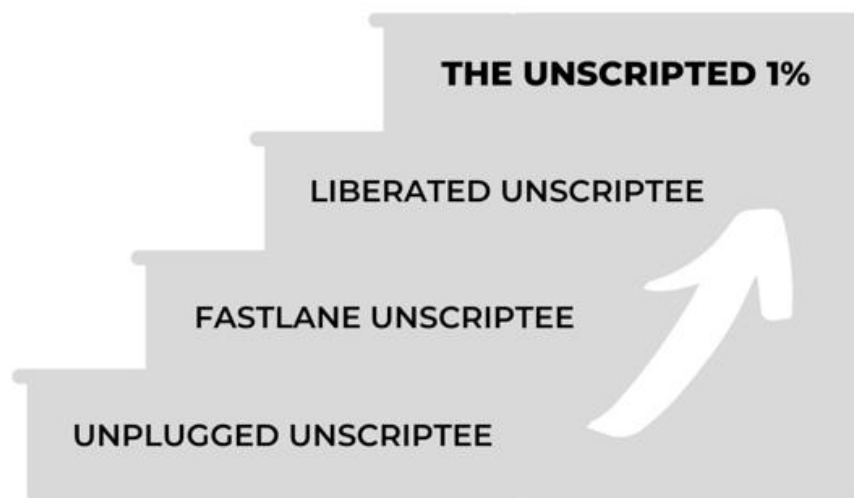 THE UNSCRIPTED 1%
LIBERATED UNSCRIPTEE
FASTLANE UNSCRIPTEE
UNPLUGGED UNSCRIPTEE